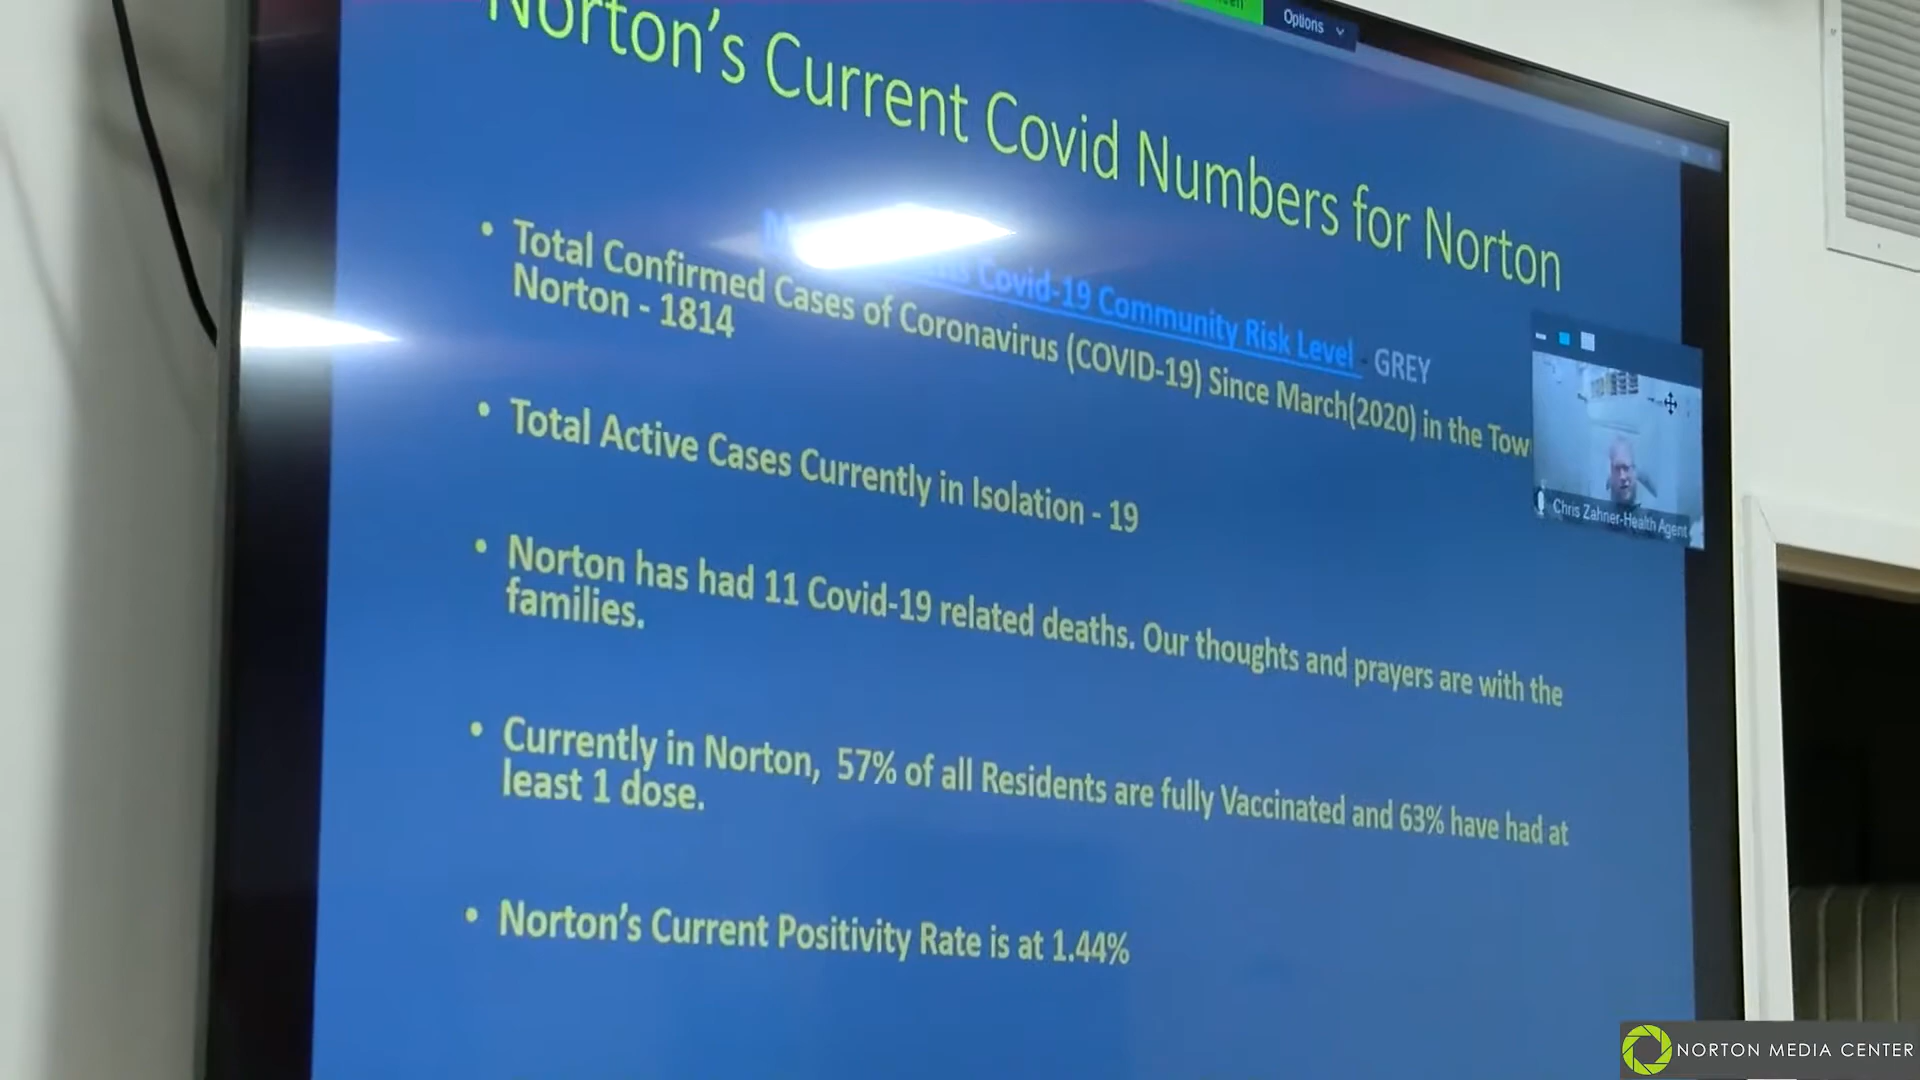 Options
Norton's Current Covid Numbers for Norton
Covid-19 Community Risk Level - GREY
• Total Confirmed Cases of Coronavirus (COVID-19) Since March(2020) in the
Norton - 1814
• Total Active Cases Currently in Isolation - 19
• Norton has had 11 Covid-19 related deaths. Our thoughts and prayers are with the
families.
• Currently in Norton, 57% of all Residents are fully Vaccinated and 63% have had at
least 1 dose.
• Norton's Current Positivity Rate is at 1.44%
Chris Zahner-Health Agent
NORTON MEDIA CENTER